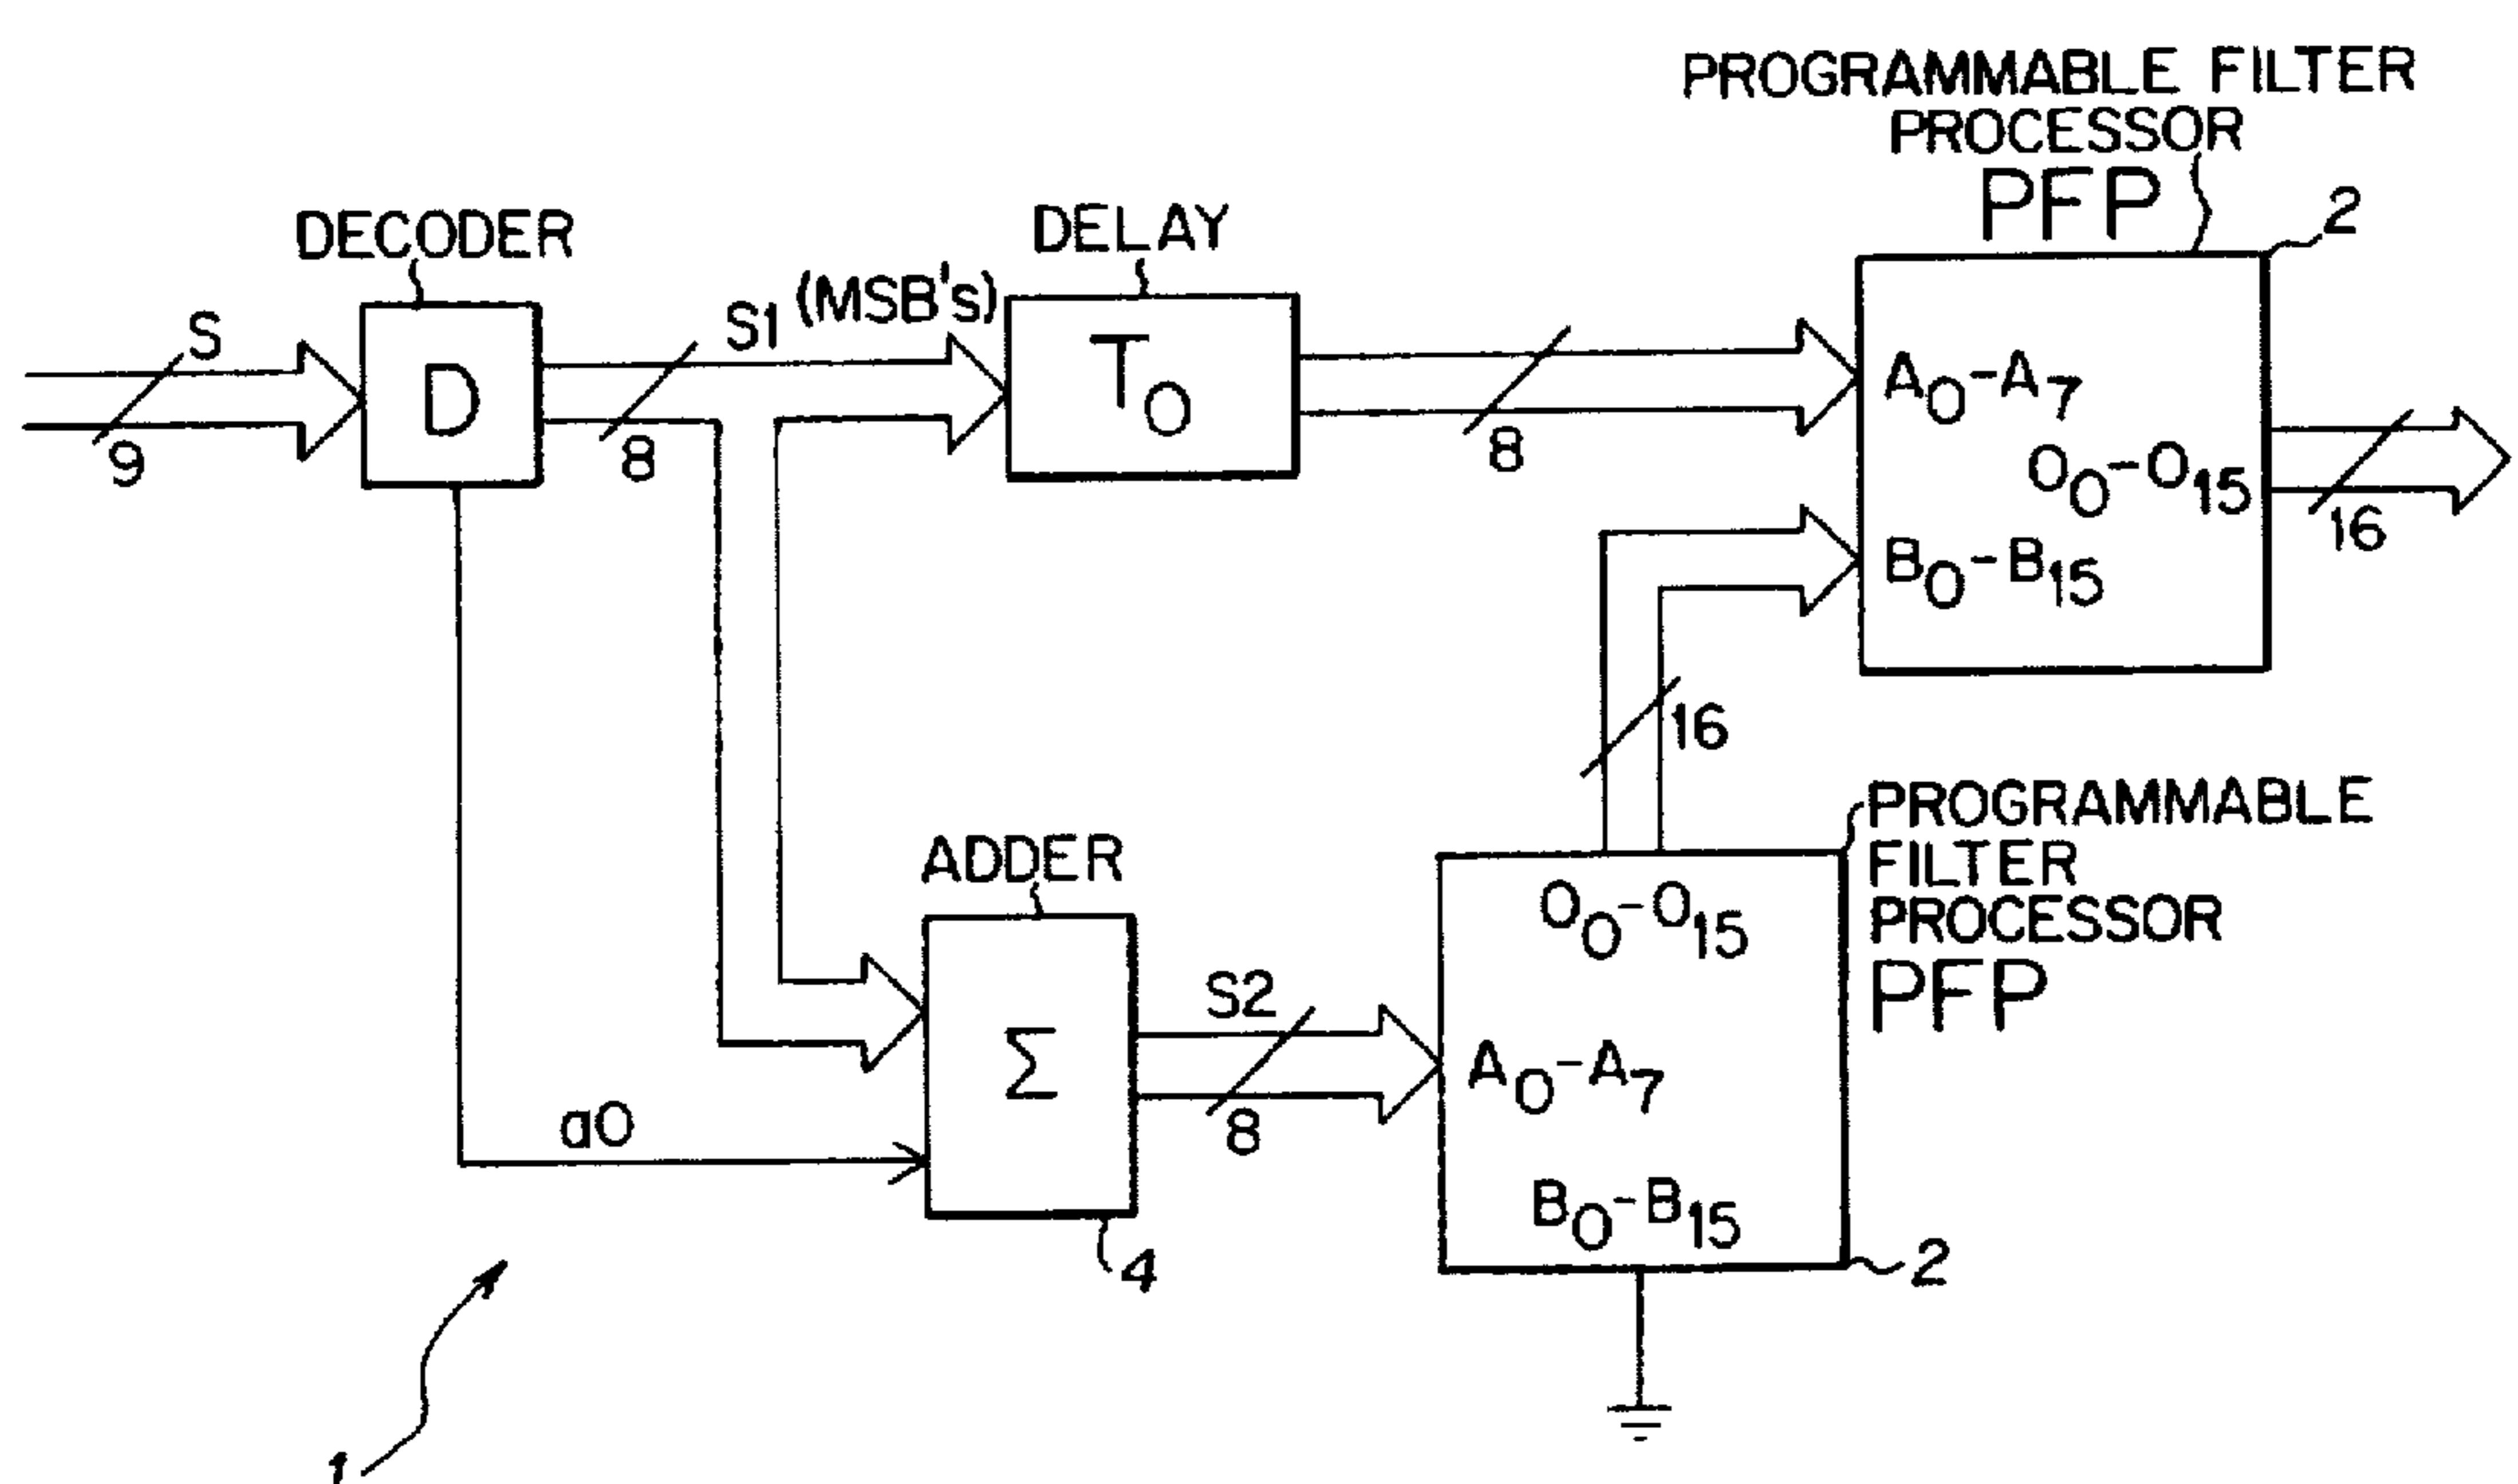 PROGRAMMABLE FILTER
PROCESSOR
PFP
2
DECODER
DELAY
S
9
D
S1 (MSB's)
8
T0
8
A0-A7
O0-O15
B0-B15
16
16
PROGRAMMABLE
FILTER
PROCESSOR
PFP
ADDER
Σ
4
a0
S2
8
O0-O15
A0-A7
B0-B15
2
1